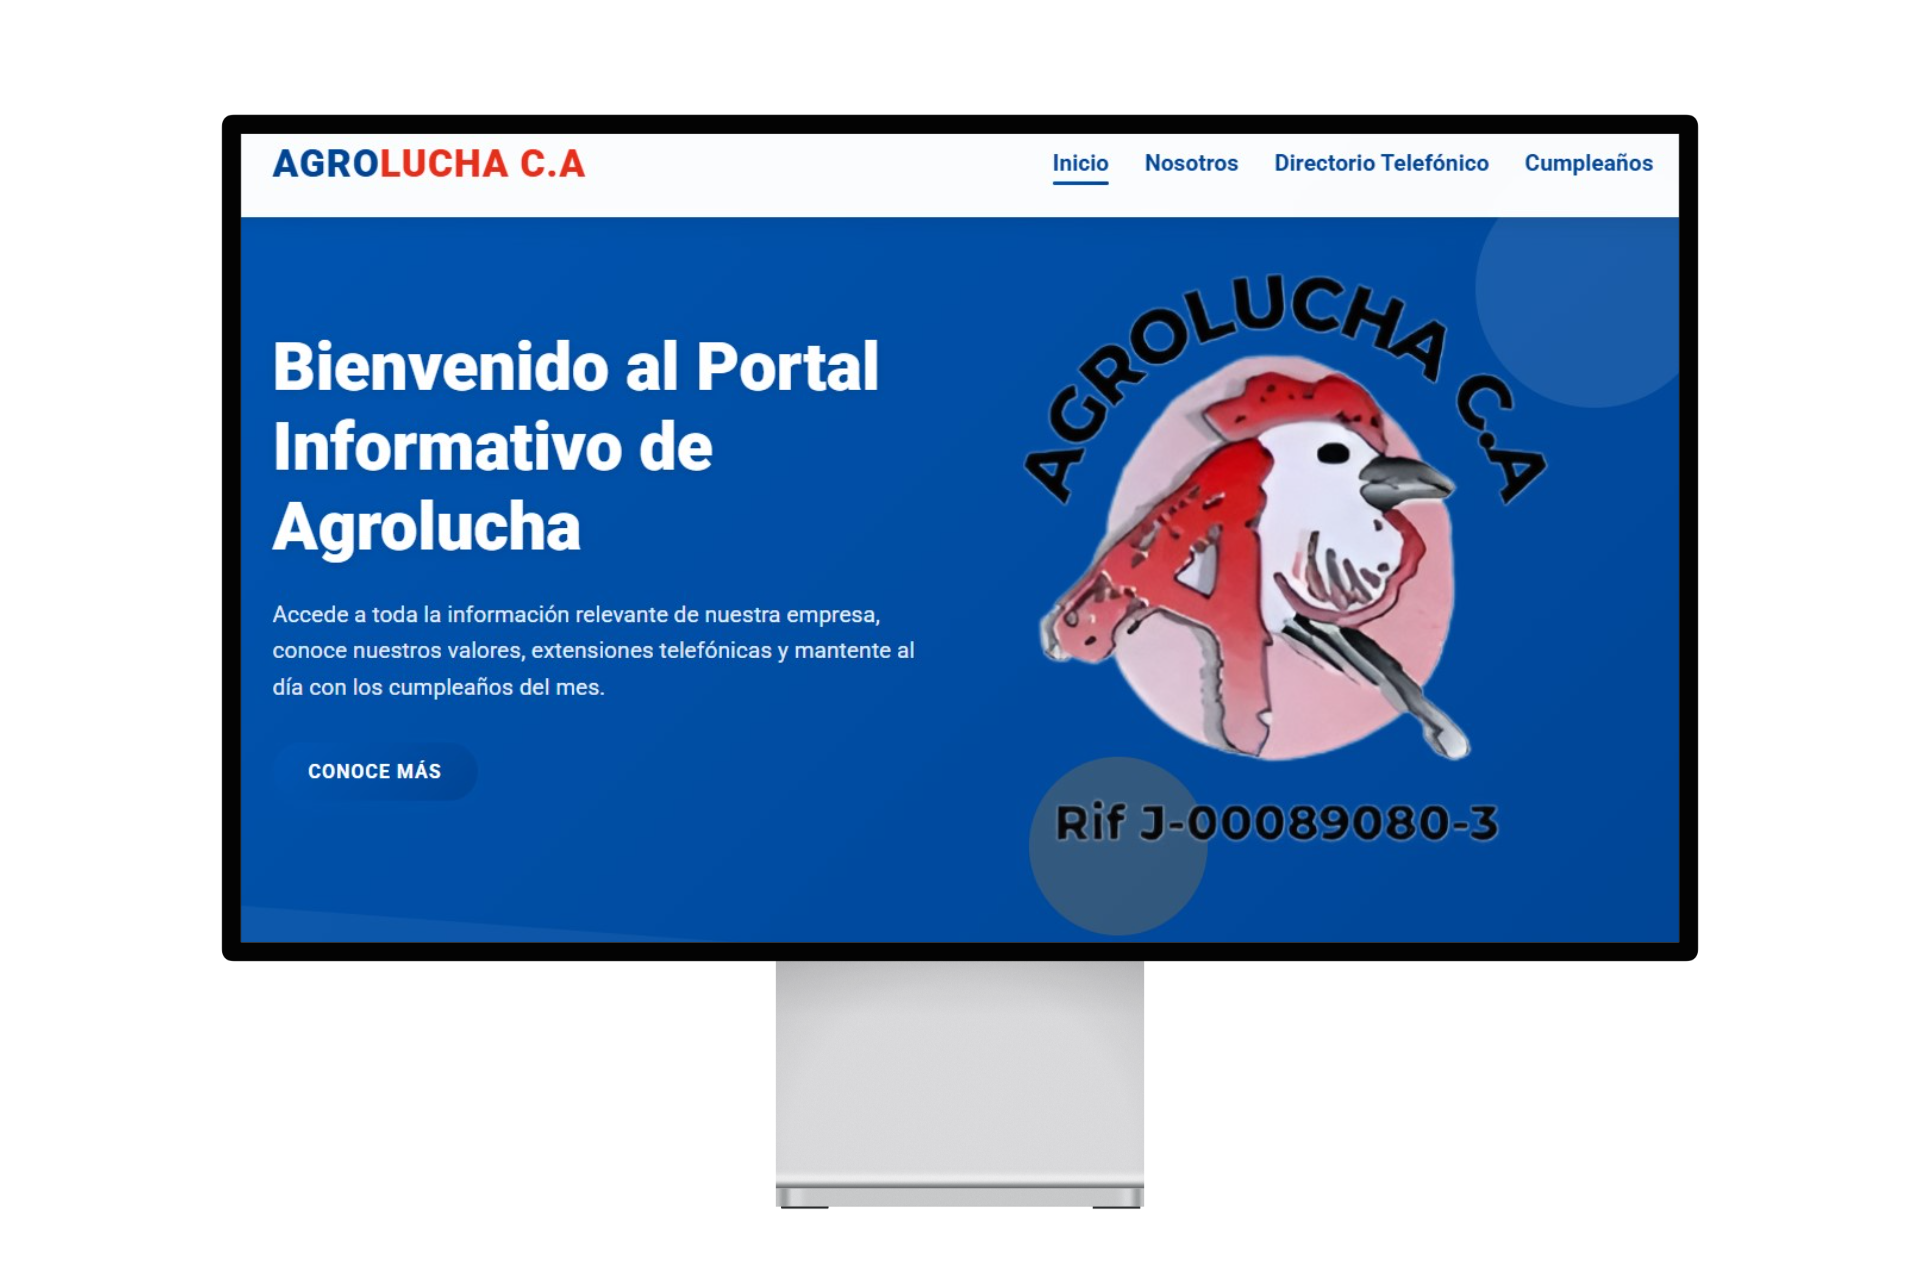 AGROLUCHA C.A
Inicio Nosotros Directorio Telefónico Cumpleaños
Bienvenido al Portal
Informativo de
Agrolucha
Accede a toda la información relevante de nuestra empresa,
conoce nuestros valores, extensiones telefónicas y mantente al
día con los cumpleaños del mes.
CONOCE MÁS
AGROLUCHA C.A
A
Rif J-00089080-3